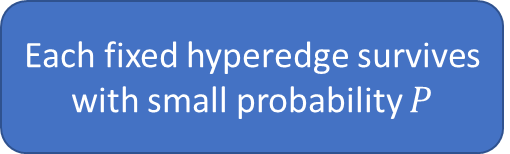 Each fixed hyperedge survives
with small probability P